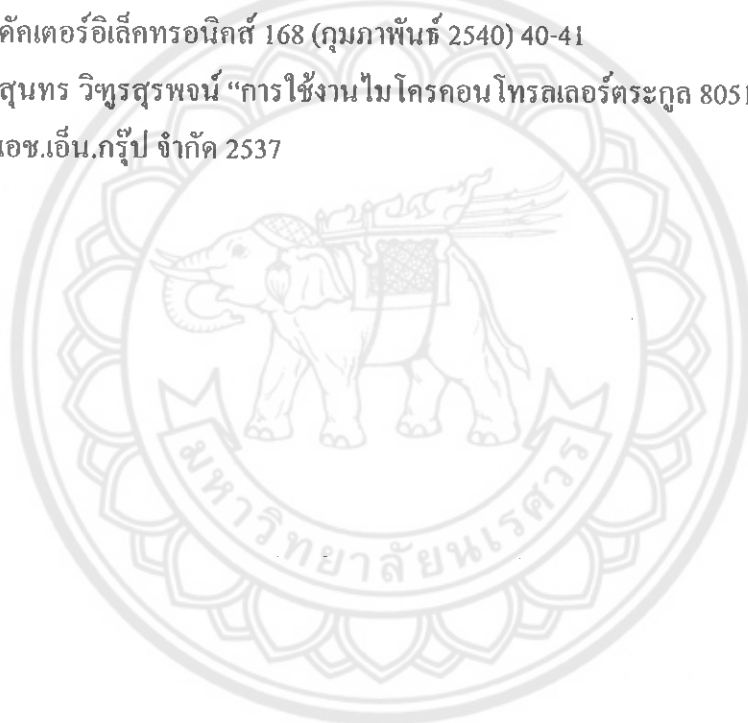 คัคเตอร์อิเล็คทรอนิคส์ 168 (กุมภาพันธ์ 2540) 40-41
สุนทร วิฑูรสุรพจน์ “การใช้งานไมโครคอนโทรลเลอร์ตระกูล 8051
เอช.เอ็น.กรุ๊ป จำกัด 2537
มหาวิทยาลัยนเรศวร